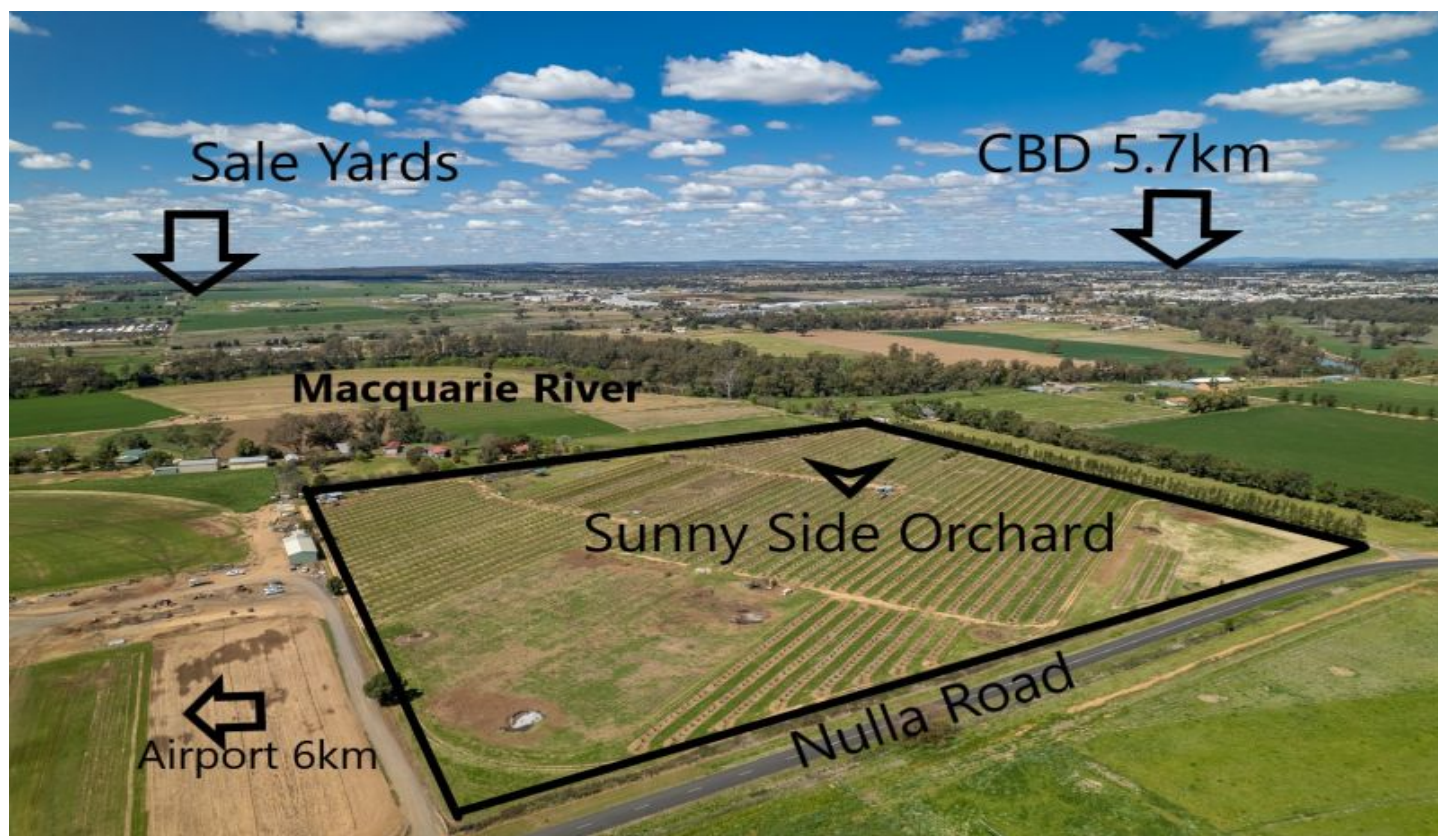 Sale Yards
CBD 5.7km
Macquarie River
Sunny Side Orchard
Nulla Road
Airport 6km